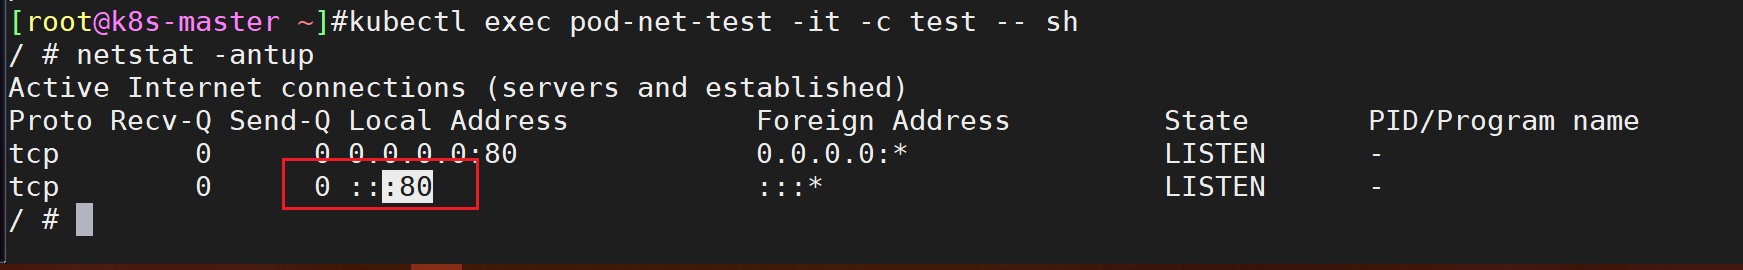 [root@k8s-master ~]#kubectl exec pod-net-test -it -c test -- sh
/ # netstat -antup
Active Internet connections (servers and established)
Proto Recv-Q Send-Q Local Address           Foreign Address         State       PID/Program name
tcp        0      0 0.0.0.0:80              0.0.0.0:*               LISTEN      -
tcp        0      0 :::80                   :::*                    LISTEN      -
/ #